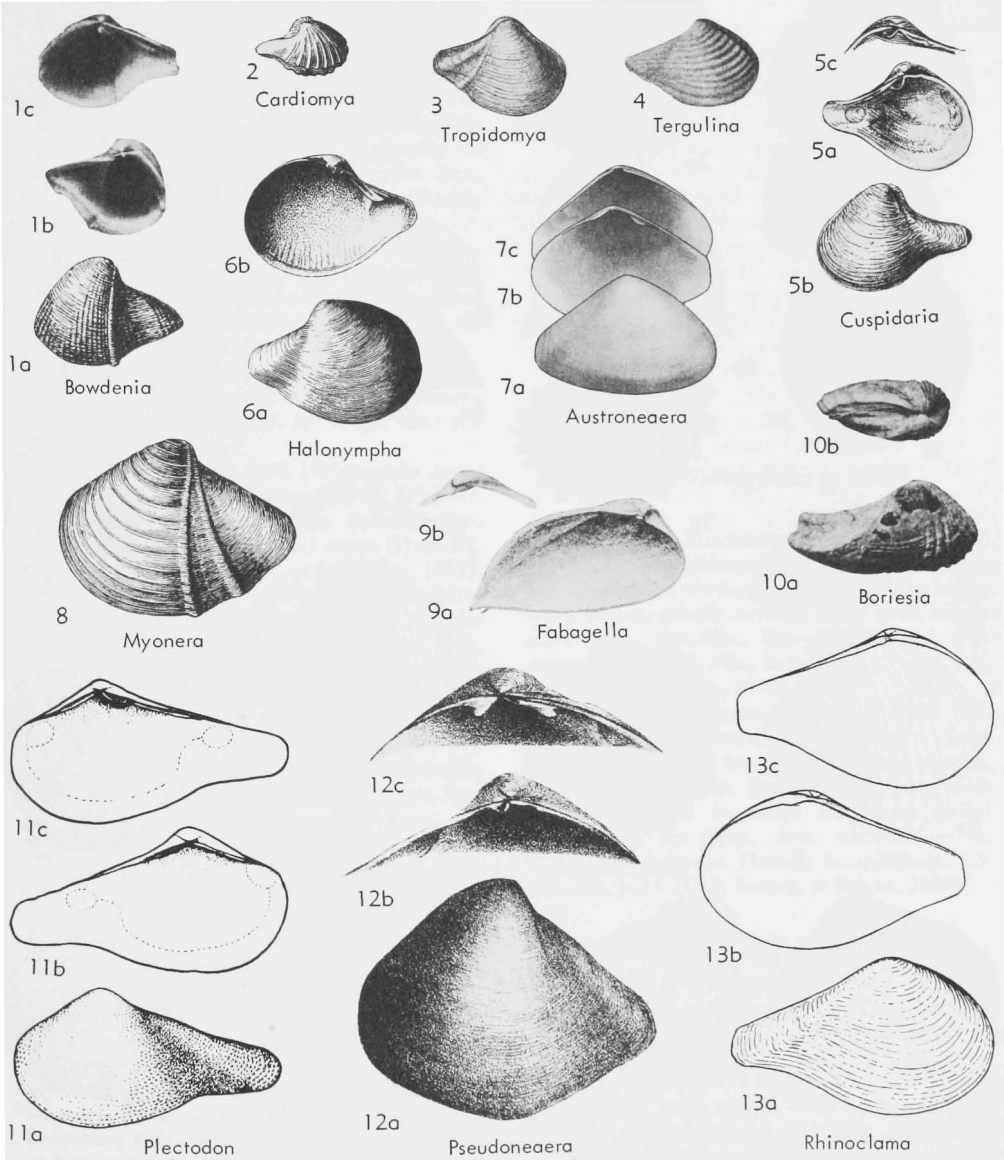 1c
2
Cardiomya
3
Tropidomya
4
Tergulina
5c
5a
1b
6b
7c
7b
5b
Cuspidaria
1a
Bowdenia
6a
Halonympha
7a
Austroneaera
10b
8
Myonera
9b
9a
Fabagella
10a
Boriesia
11c
12c
13c
11b
12b
13b
11a
Plectodon
12a
Pseudoneaera
13a
Rhinoclama